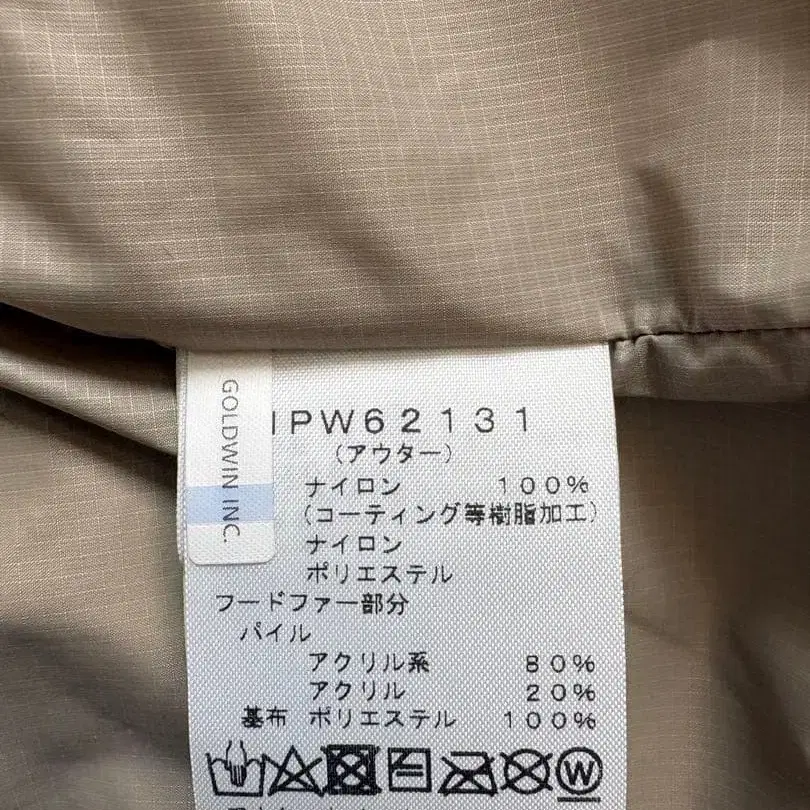 GOLDWIN INC.
NPW62131
(アウター)
ナイロン 100%
(コーティング等樹脂加工)
ナイロン
ポリエステル
フードファー部分
パイル
アクリル系 80%
アクリル 20%
基布 ポリエステル 100%
W